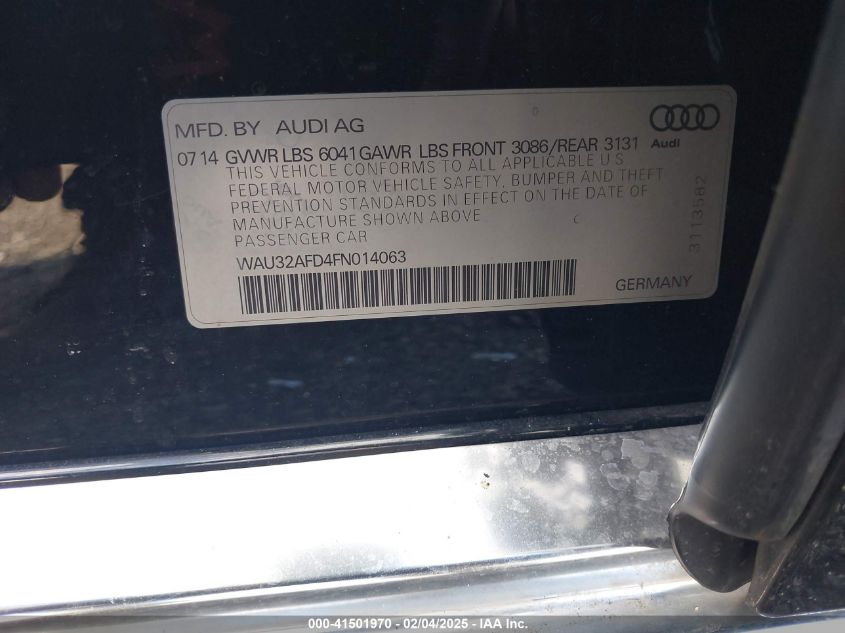 MFD. BY AUDI AG
Audi
07 14 GVWR LBS 6041 GAWR LBS FRONT 3086/REAR 3131
THIS VEHICLE CONFORMS TO ALL APPLICABLE U S
FEDERAL MOTOR VEHICLE SAFETY, BUMPER AND THEFT
PREVENTION STANDARDS IN EFFECT ON THE DATE OF
MANUFACTURE SHOWN ABOVE
PASSENGER CAR
3113582
WAU32AFD4FN014063
GERMANY
000-41501970 - 02/04/2025 - IAAI.com